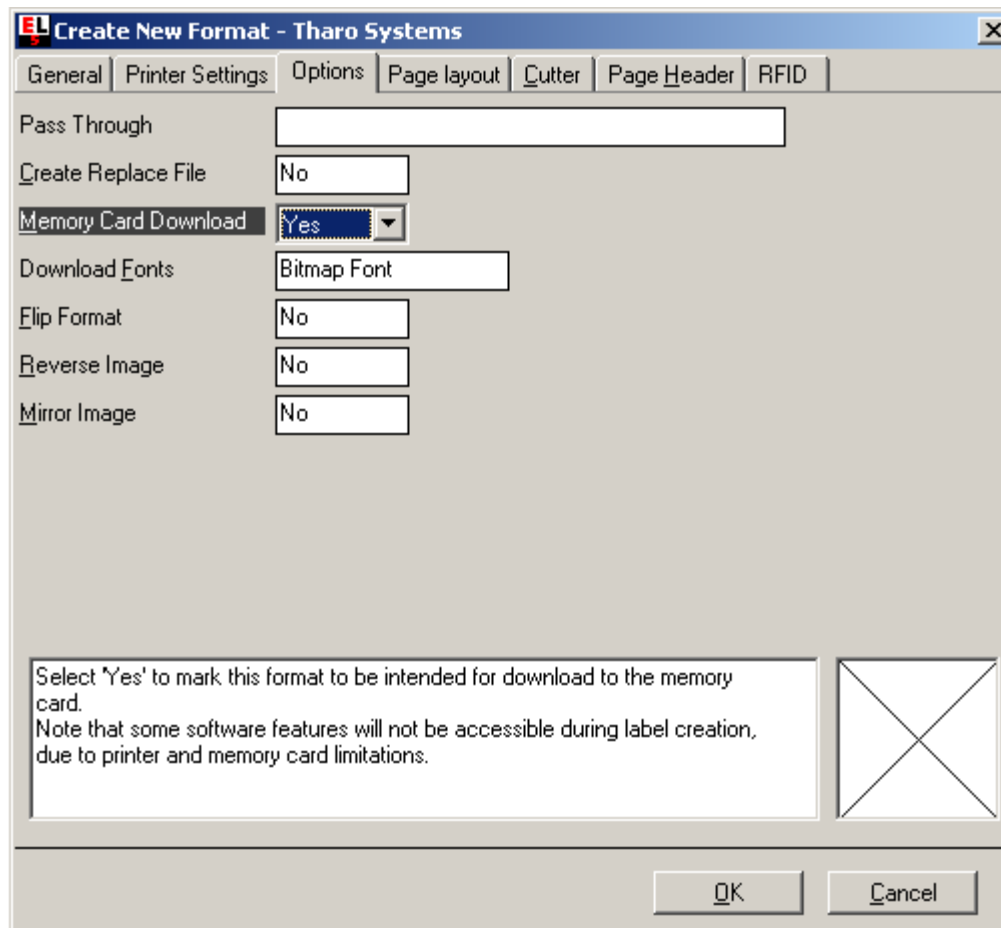 EL
5
Create New Format - Tharo Systems
General Printer Settings Options Page layout Cutter Page Header RFID
Pass Through
Create Replace File No
Memory Card Download Yes
Download Fonts Bitmap Font
Flip Format No
Reverse Image No
Mirror Image No
Select 'Yes' to mark this format to be intended for download to the memory
card.
Note that some software features will not be accessible during label creation,
due to printer and memory card limitations.
OK Cancel